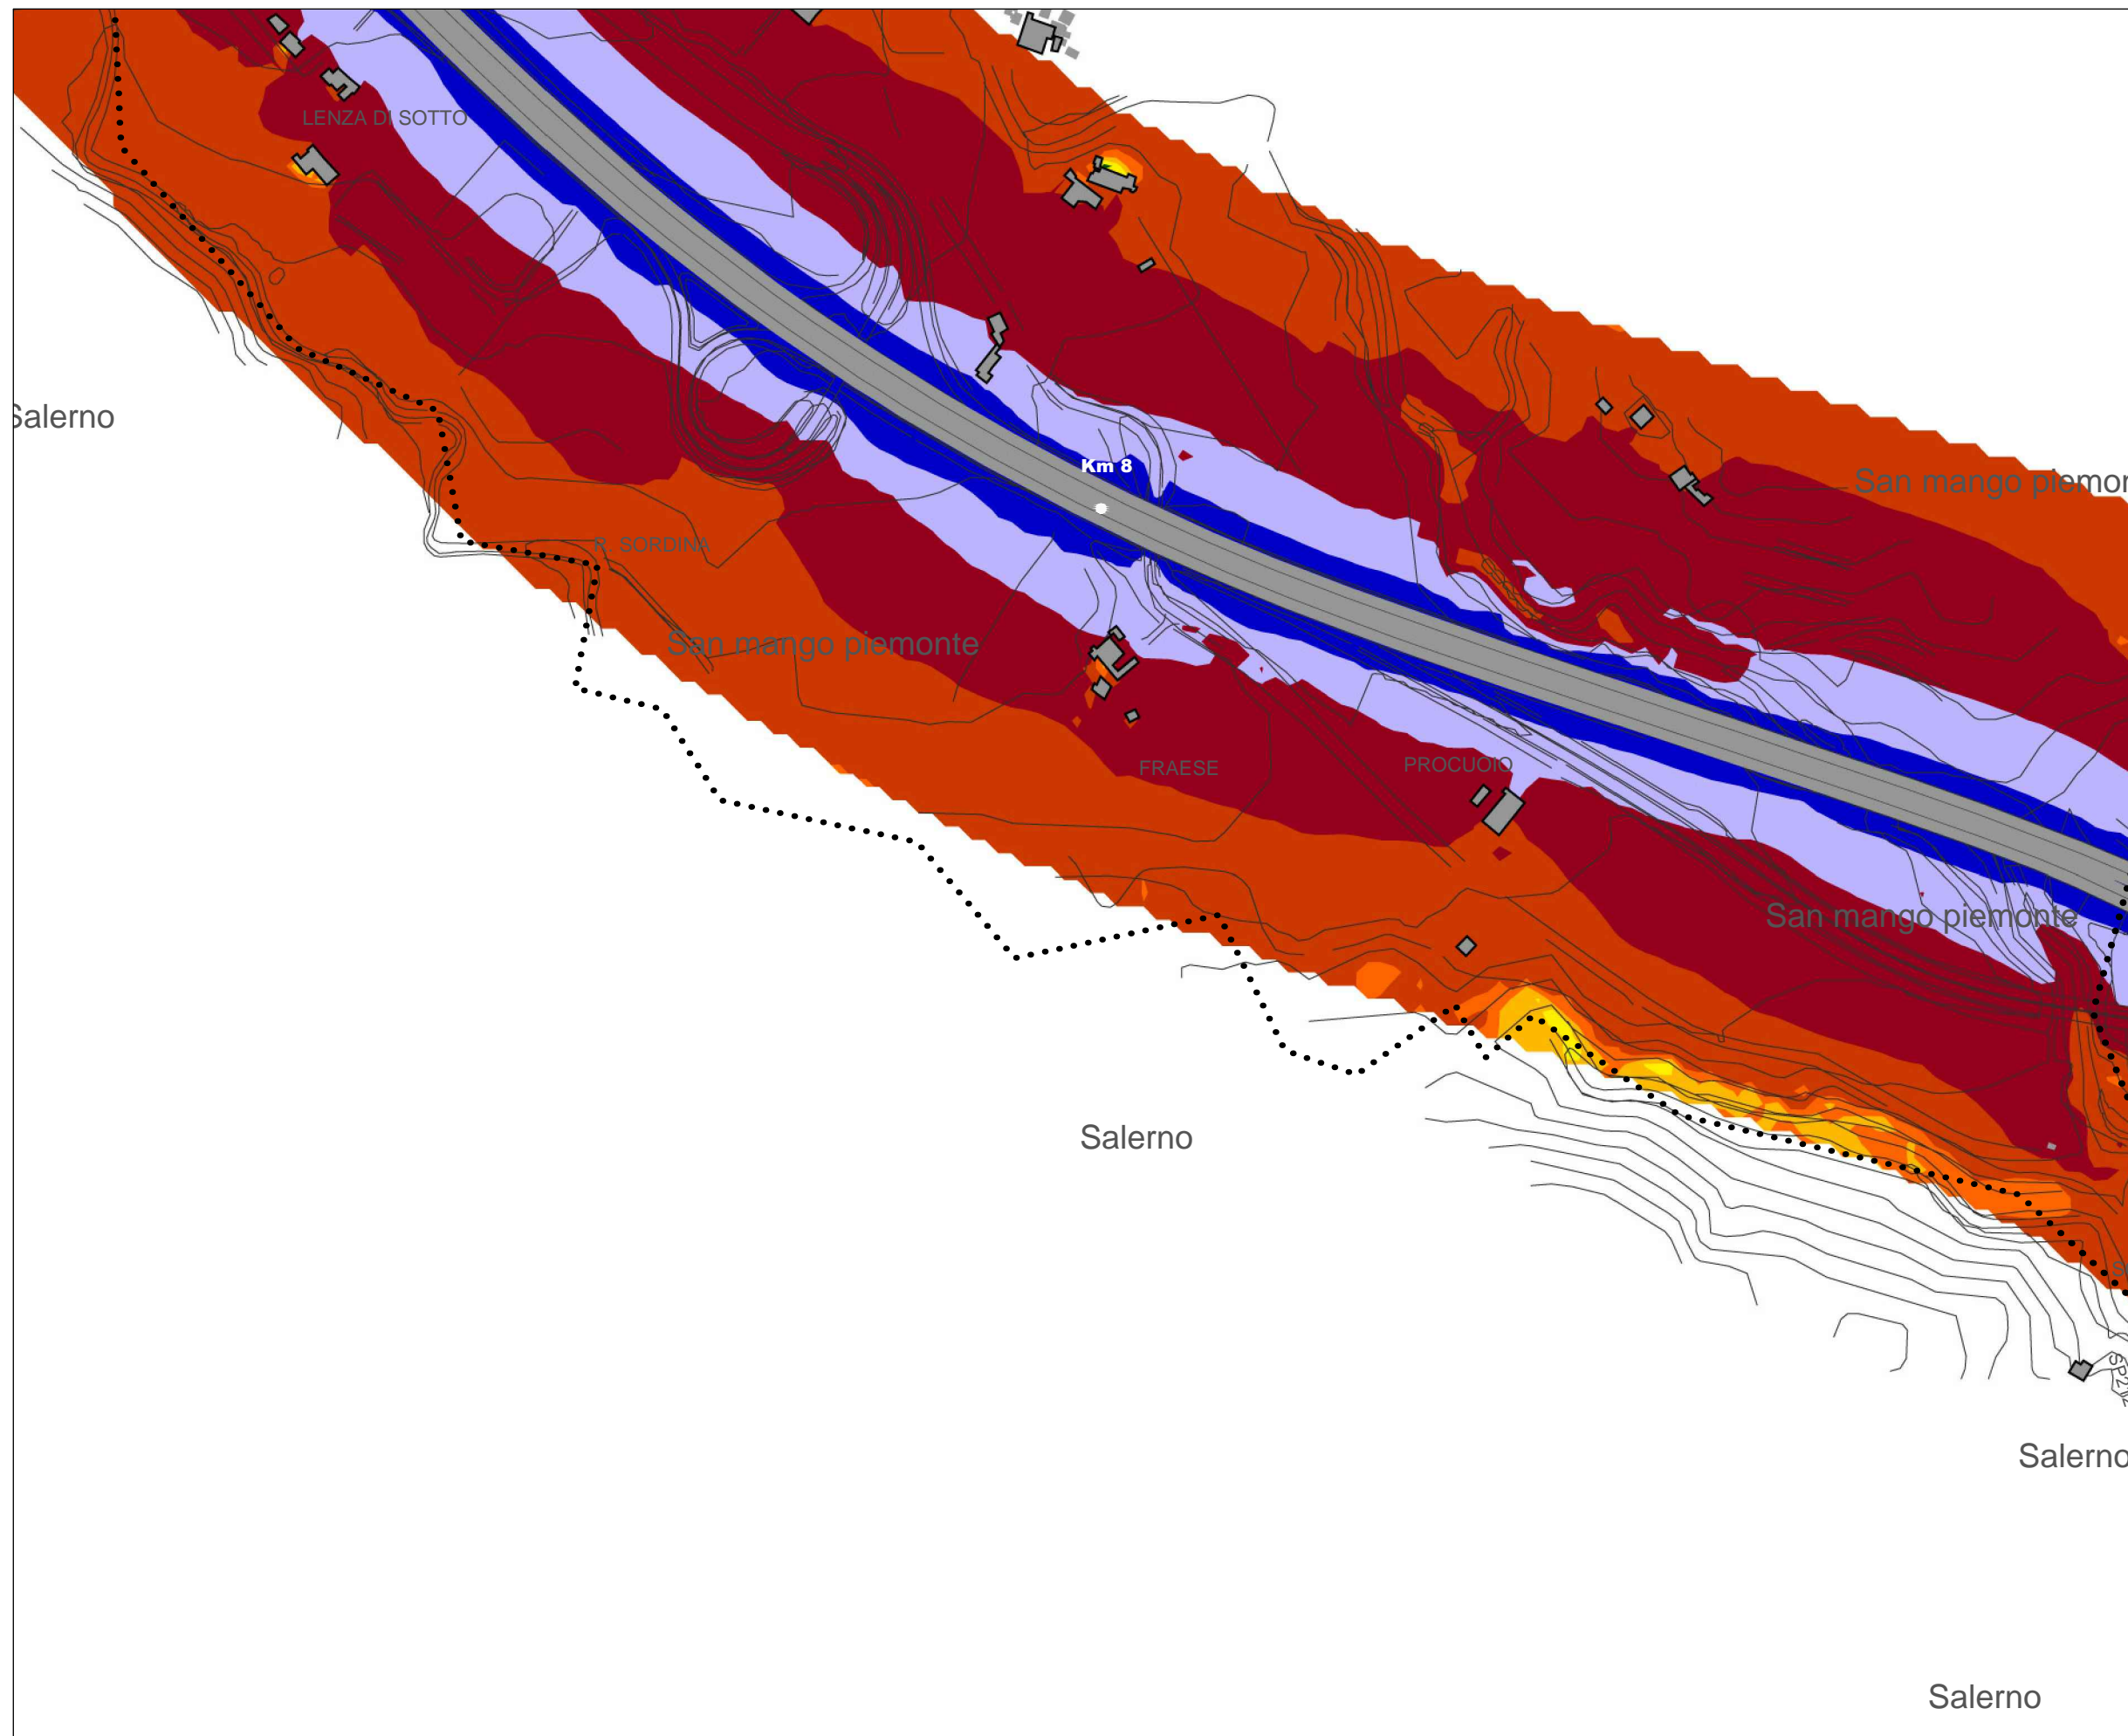 LENZA DI SOTTO
Salerno
Km 8
San mango piemon
R. SORDINA
San mango piemonte
FRAESE
PROCUOIO
San mango piemonte
Salerno
S
SP202
Salerno
Salerno